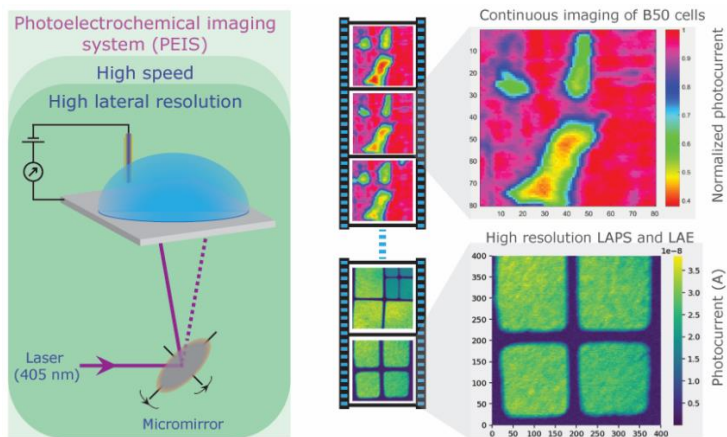 Photoelectrochemical imaging
system (PEIS)
High speed
High lateral resolution
Laser
(405 nm)
Micromirror
Continuous imaging of B50 cells
10
20
30
40
50
60
70
80
10 20 30 40 50 60 70 80
1
0.9
0.8
0.7
0.6
0.5
0.4
Normalized photocurrent
High resolution LAPS and LAE
1e−8
400
350
300
250
200
150
100
50
0
0 50 100 150 200 250 300 350 400
3.5
3.0
2.5
2.0
1.5
1.0
0.5
Photocurrent (A)